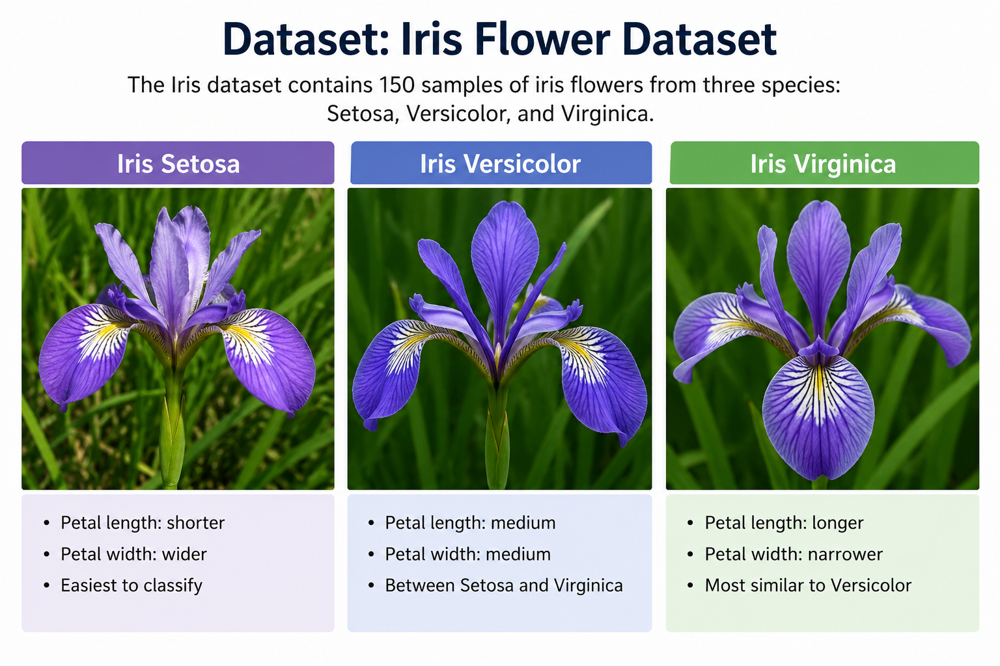 Dataset: Iris Flower Dataset
The Iris dataset contains 150 samples of iris flowers from three species:
Setosa, Versicolor, and Virginica.
Iris Setosa
• Petal length: shorter
• Petal width: wider
• Easiest to classify
Iris Versicolor
• Petal length: medium
• Petal width: medium
• Between Setosa and Virginica
Iris Virginica
• Petal length: longer
• Petal width: narrower
• Most similar to Versicolor